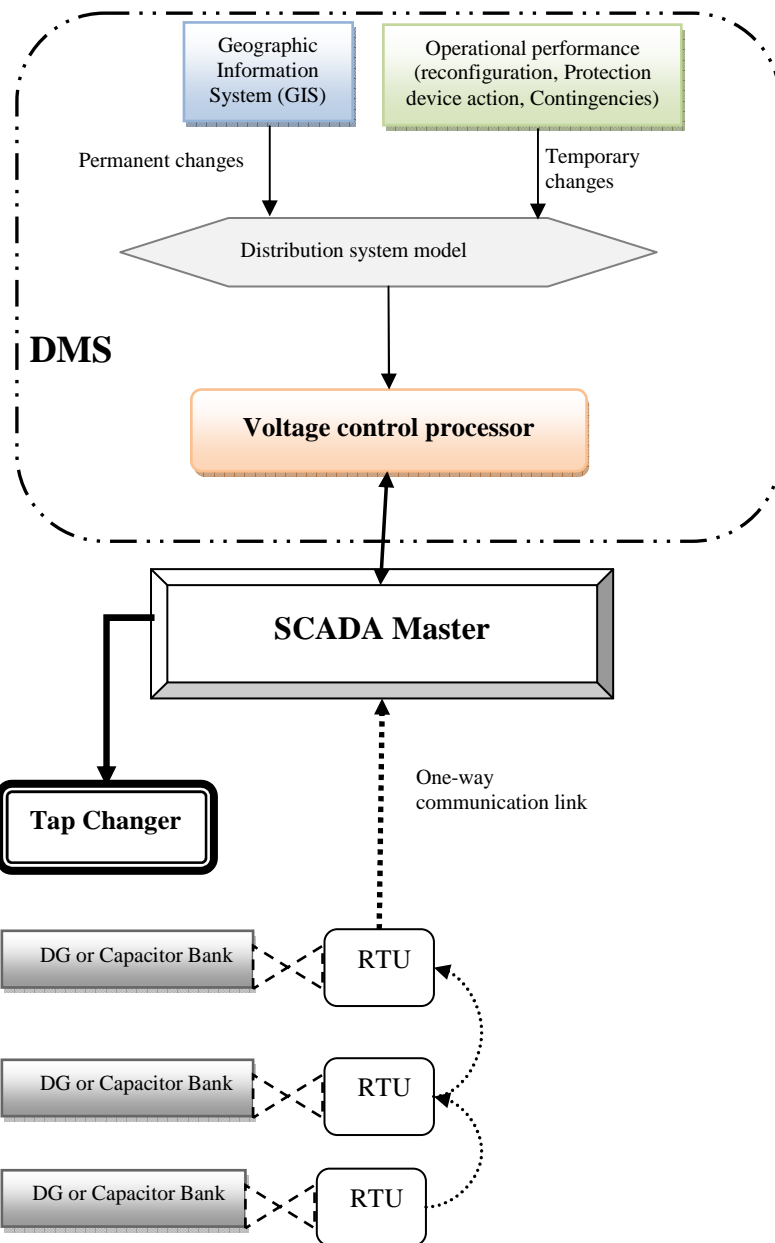 Geographic
Information
System (GIS)
Operational performance
(reconfiguration, Protection
device action, Contingencies)
Permanent changes
Temporary
changes
Distribution system model
DMS
Voltage control processor
SCADA Master
One-way
communication link
Tap Changer
DG or Capacitor Bank
RTU
DG or Capacitor Bank
RTU
DG or Capacitor Bank
RTU